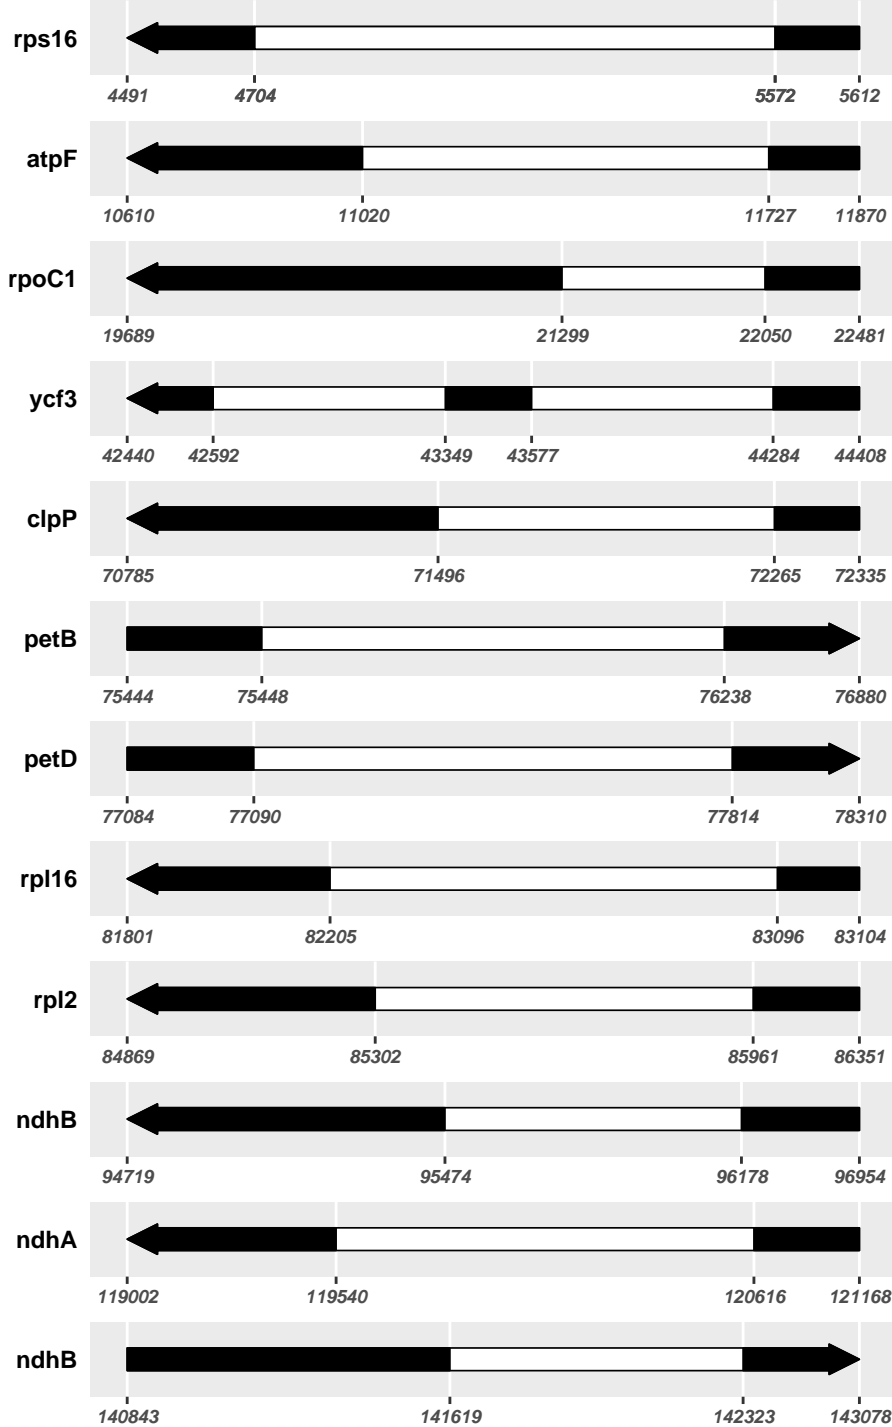 rps16
4491 4704 5572 5612
atpF
10610 11020 11727 11870
rpoC1
19689 21299 22050 22481
ycf3
42440 42592 43349 43577 44284 44408
clpP
70785 71496 72265 72335
petB
75444 75448 76238 76880
petD
77084 77090 77814 78310
rpl16
81801 82205 83096 83104
rpl2
84869 85302 85961 86351
ndhB
94719 95474 96178 96954
ndhA
119002 119540 120616 121168
ndhB
140843 141619 142323 143078